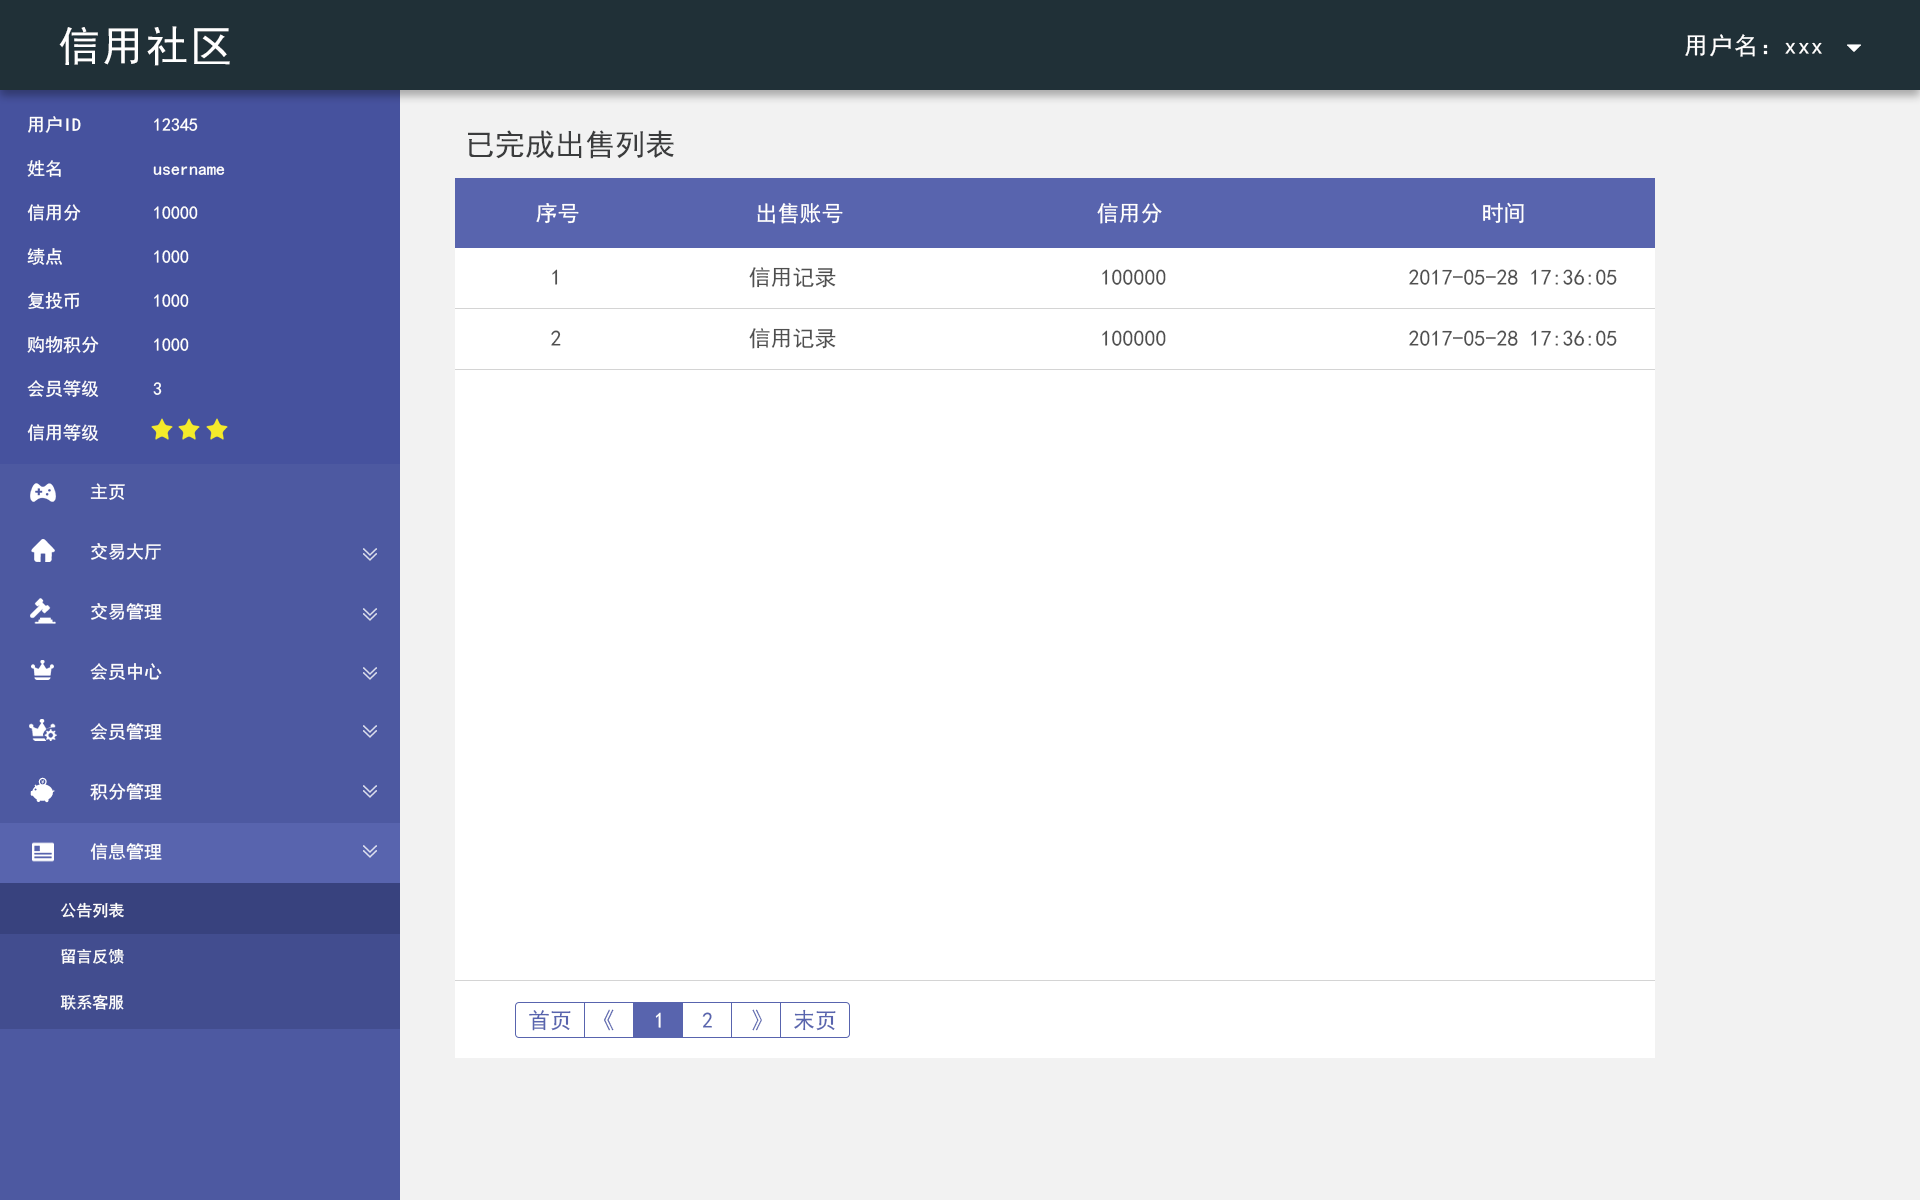 信用社区
用户名：xxx
用户ID 12345
姓名 username
信用分 10000
绩点 1000
复投币 1000
购物积分 1000
会员等级 3
信用等级
主页
交易大厅
交易管理
会员中心
会员管理
积分管理
信息管理
公告列表
留言反馈
联系客服
已完成出售列表
序号 出售账号 信用分 时间
1 信用记录 100000 2017-05-28 17:36:05
2 信用记录 100000 2017-05-28 17:36:05
首页 《 1 2 》 末页